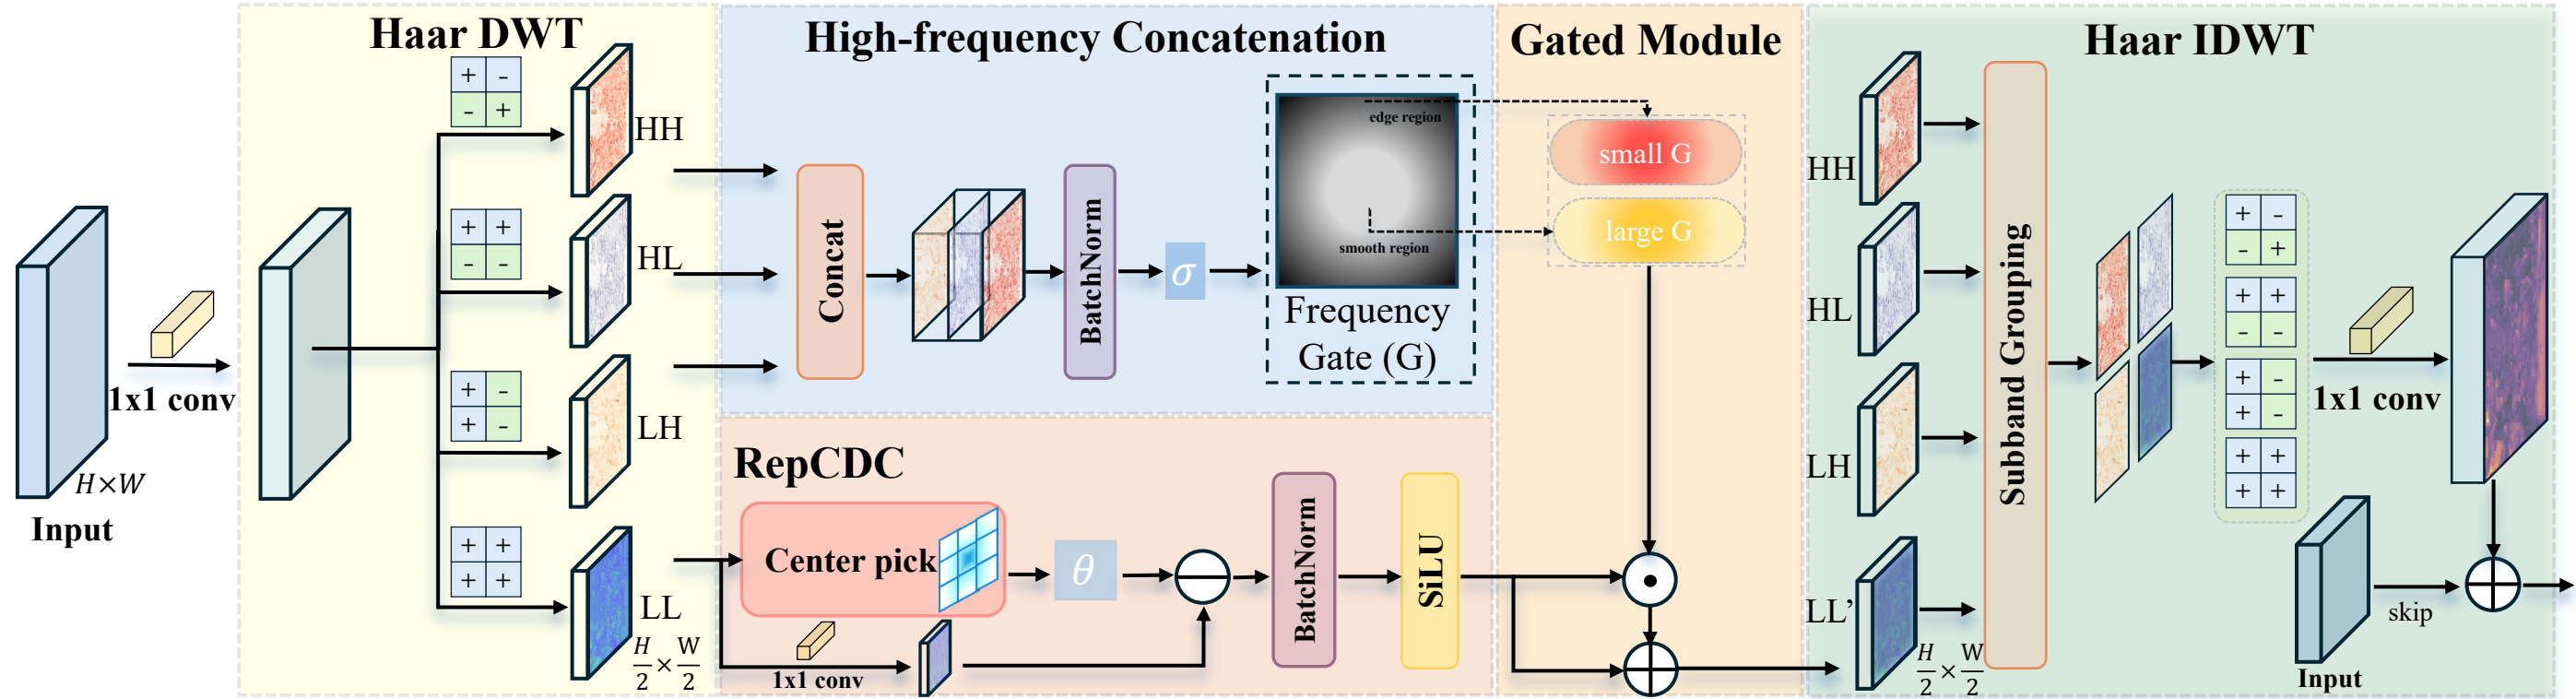 Haar DWT
High-frequency Concatenation
Gated Module
Haar IDWT
H×W
Input
1x1 conv
+ -
- +
HH
+ +
- -
HL
+ -
+ -
LH
+ +
+ +
LL
H/2 × W/2
Concat
BatchNorm
σ
edge region
smooth region
Frequency
Gate (G)
RepCDC
Center pick
θ
1x1 conv
BatchNorm
SiLU
small G
large G
HH
HL
LH
LL’
H/2 × W/2
Subband Grouping
+ -
- +
+ +
- -
+ -
+ -
+ +
+ +
1x1 conv
skip
Input